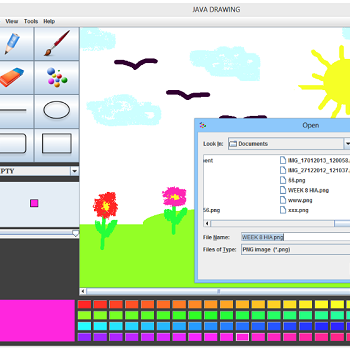 JAVA DRAWING
View Tools Help
Open
Look In: Documents
ent
IMG_17012013_120058.
IMG_27122012_121037.
66.png
WEEK 8 HIA.png
www.png
56.png
xxx.png
PTY
File Name: WEEK 8 HIA.png
Files of Type: PNG image (*.png)